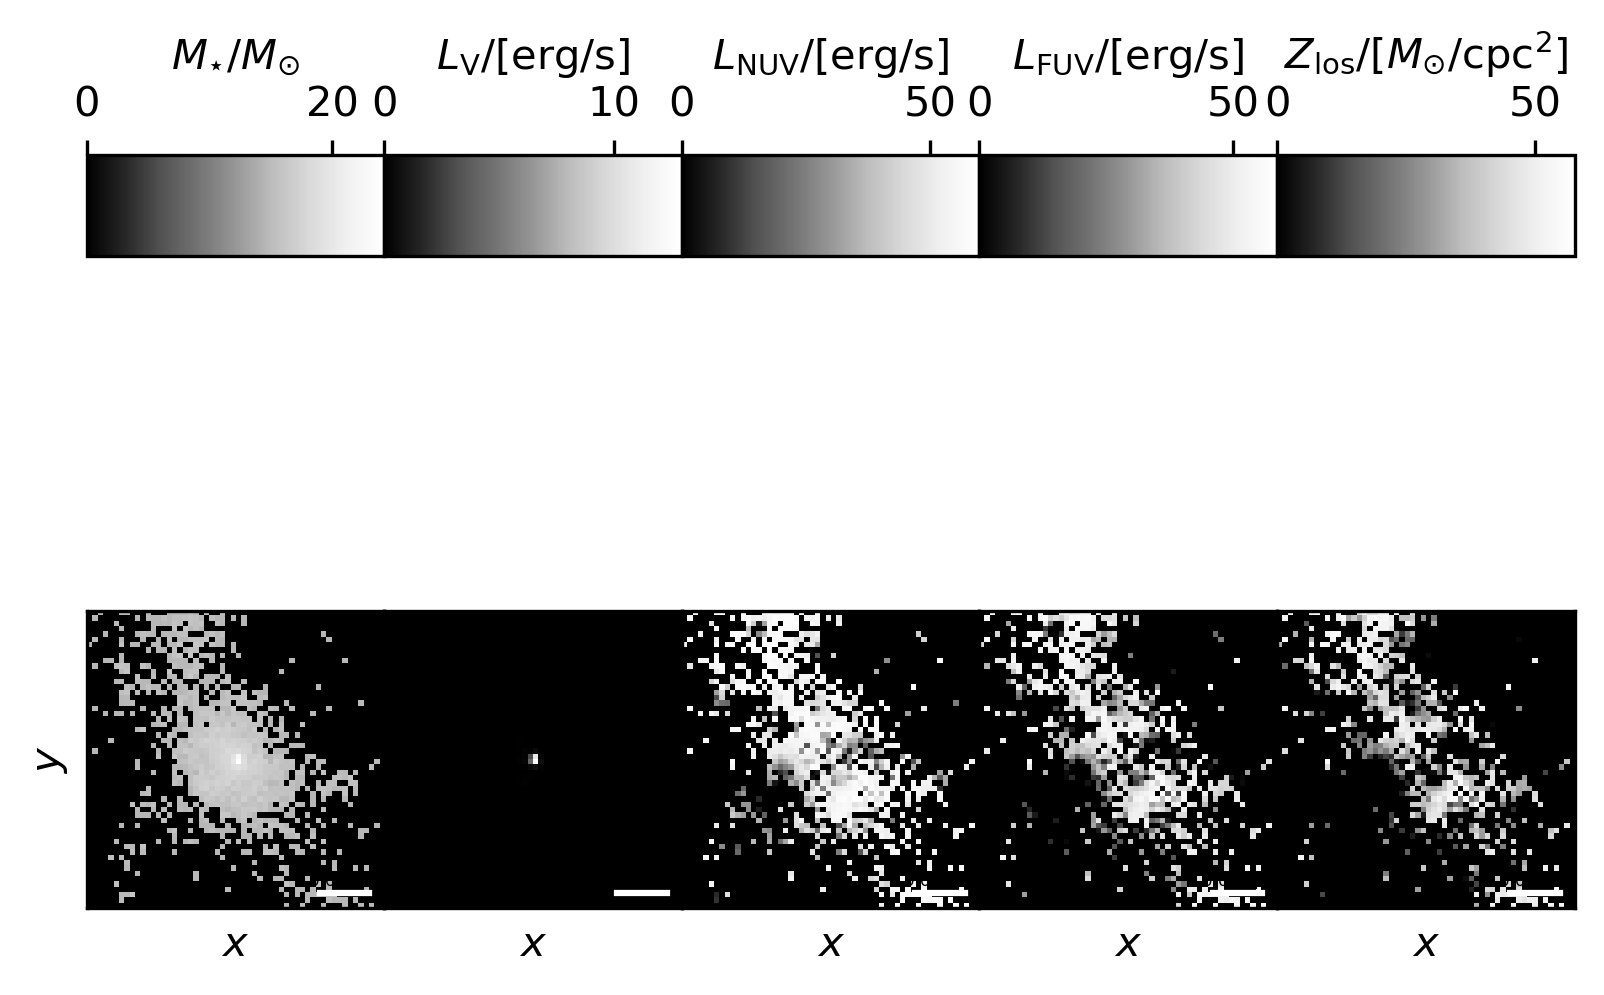 M⋆/M⊙ L_V/[erg/s] L_NUV/[erg/s] L_FUV/[erg/s] Z_los/[M⊙/cpc²]
0 20 0 10 0 50 0 50 0 50
y
x x x x x